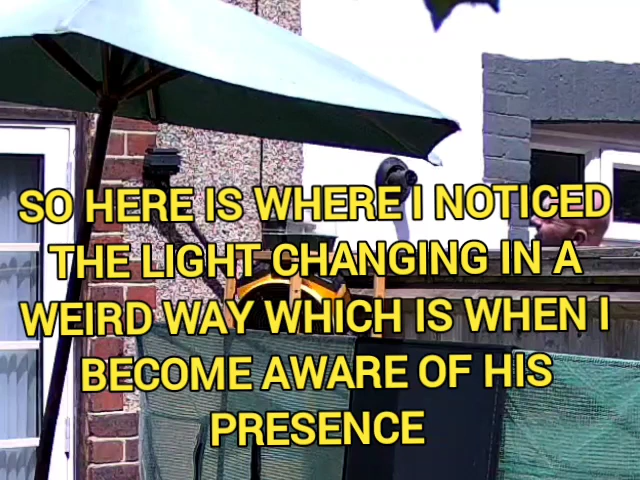 SO HERE IS WHERE I NOTICED
THE LIGHT CHANGING IN A
WEIRD WAY WHICH IS WHEN I
BECOME AWARE OF HIS
PRESENCE